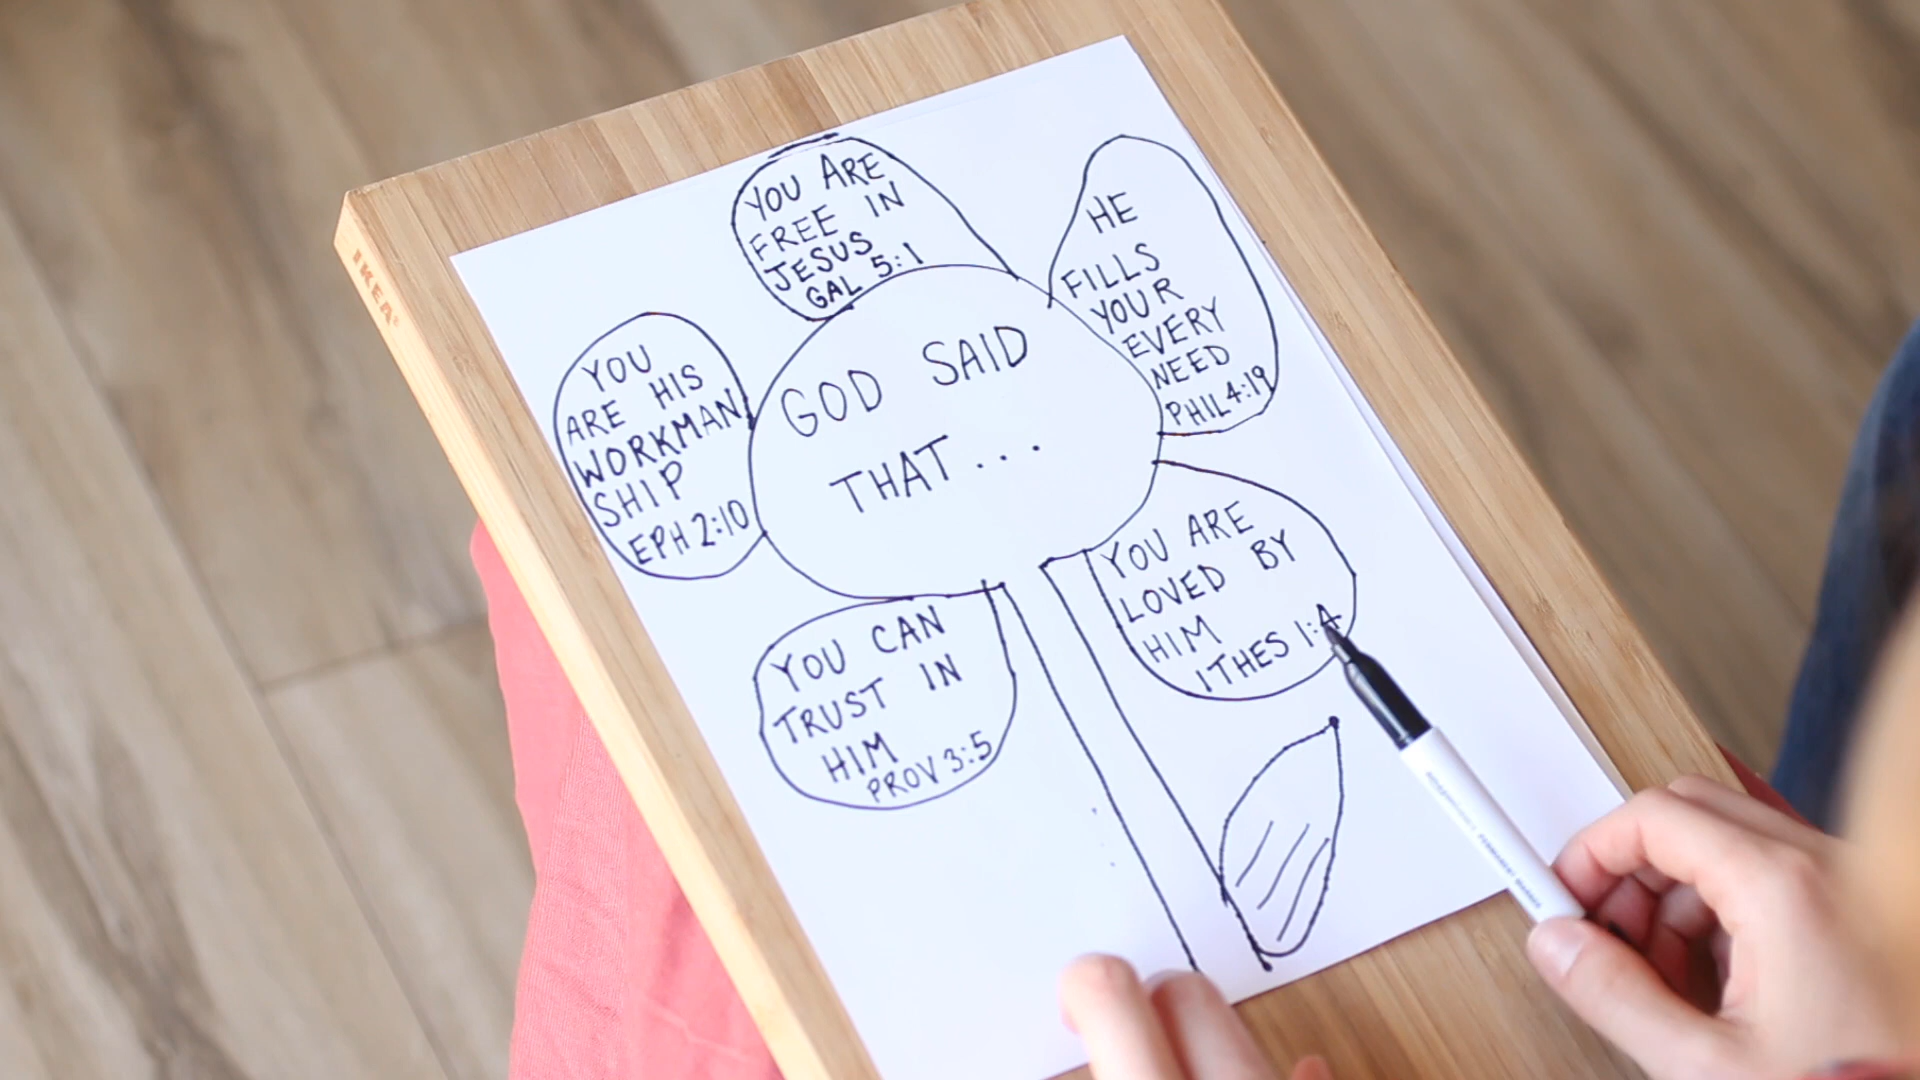 YOU ARE
FREE IN
JESUS
GAL 5:1
HE
FILLS
YOUR
EVERY
NEED
PHIL 4:19
YOU
ARE HIS
WORKMAN
SHIP
EPH 2:10
GOD SAID
THAT...
YOU ARE
LOVED BY
HIM
1THES 1:4
YOU CAN
TRUST IN
HIM
PROV 3:5
IKEA®